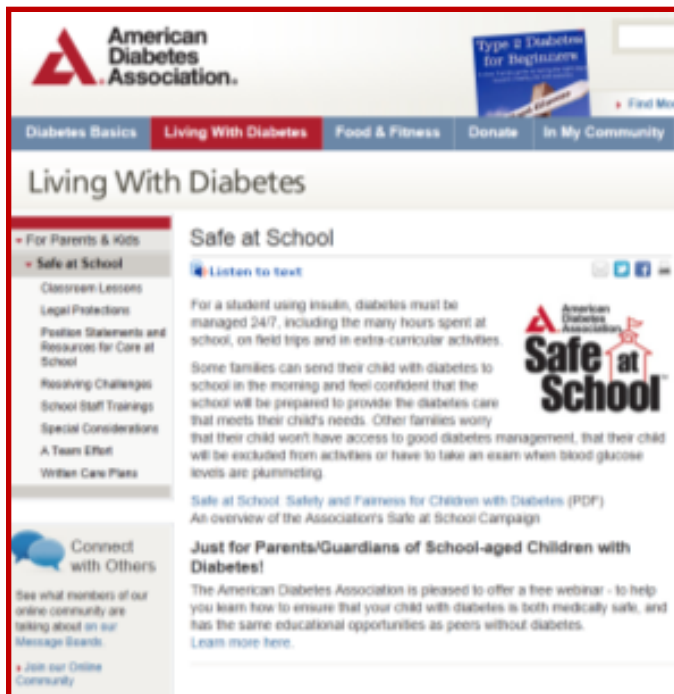 American
Diabetes
Association.
Type 2 Diabetes
for Beginners
Find Mo
Diabetes Basics
Living With Diabetes
Food & Fitness
Donate
In My Community
Living With Diabetes
For Parents & Kids
Safe at School
Classroom Lessons
Legal Protections
Position Statements and
Resources for Care at
School
Resolving Challenges
School Staff Trainings
Special Considerations
A Team Effort
Written Care Plans
Connect
with Others
See what members of our
online community are
talking about on our
Message Boards.
Join our Online
Community
Safe at School
Listen to text
For a student using insulin, diabetes must be
managed 24/7, including the many hours spent at
school, on field trips and in extra-curricular activities.
Some families can send their child with diabetes to
school in the morning and feel confident that the
school will be prepared to provide the diabetes care
that meets their child's needs. Other families worry
that their child won't have access to good diabetes management, that their child
will be excluded from activities or have to take an exam when blood glucose
levels are plummeting.
American
Diabetes
Association
Safe at
School
Safe at School: Safety and Fairness for Children with Diabetes (PDF)
An overview of the Association's Safe at School Campaign
Just for Parents/Guardians of School-aged Children with
Diabetes!
The American Diabetes Association is pleased to offer a free webinar - to help
you learn how to ensure that your child with diabetes is both medically safe, and
has the same educational opportunities as peers without diabetes.
Learn more here.